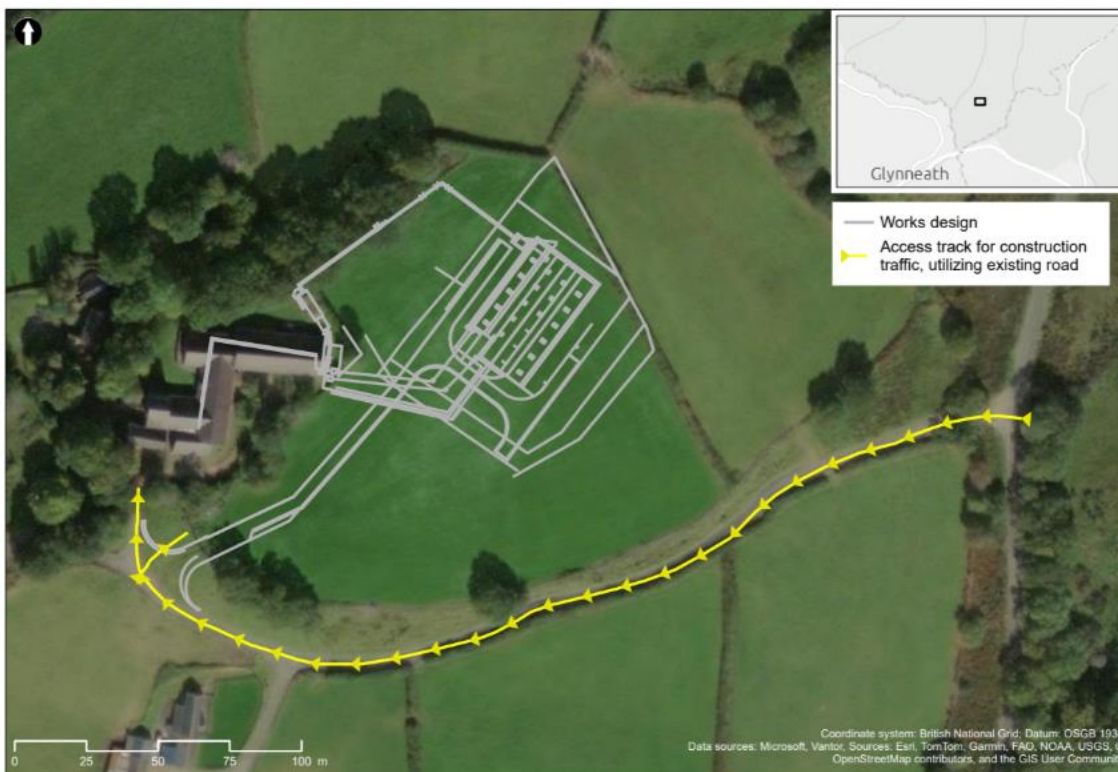 Glynneath
Works design
Access track for construction
traffic, utilizing existing road
0 25 50 75 100 m
Coordinate system: British National Grid; Datum: OSGB 193
Data sources: Microsoft, Vantor, Sources: Esri, TomTom, Garmin, FAO, NOAA, USGS,
OpenStreetMap contributors, and the GIS User Commun